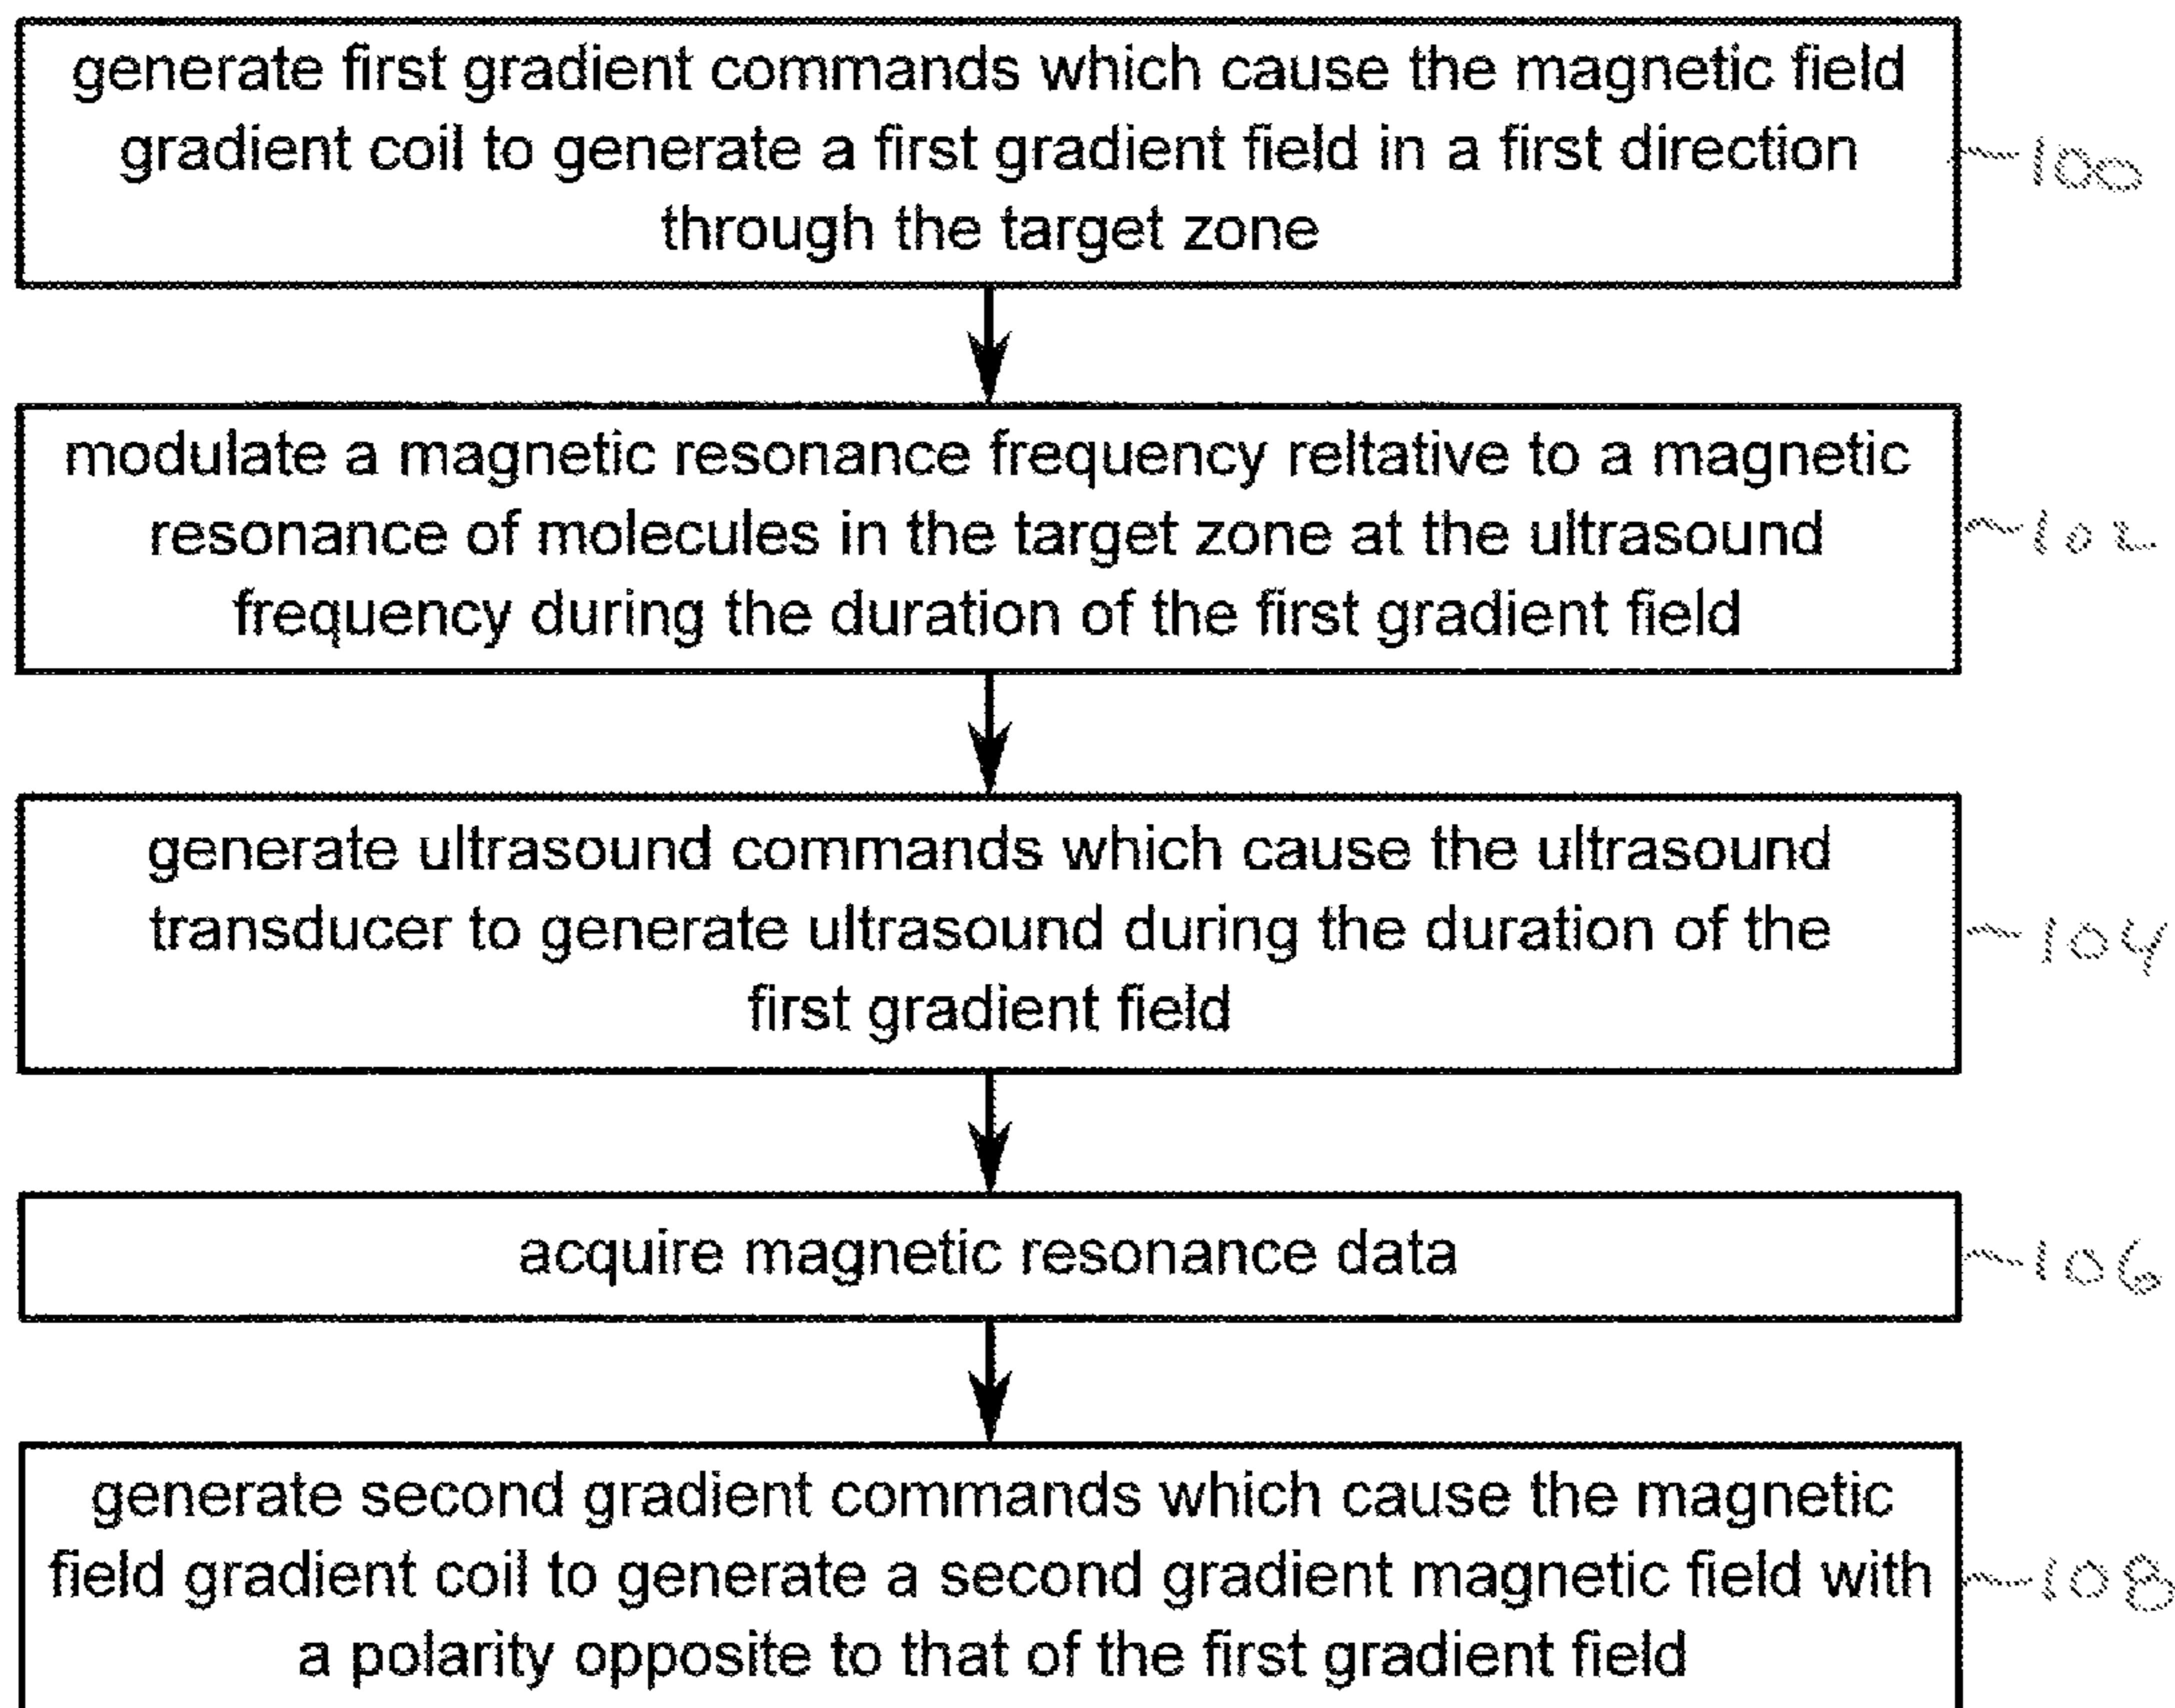 generate first gradient commands which cause the magnetic field
gradient coil to generate a first gradient field in a first direction
through the target zone
100
modulate a magnetic resonance frequency reltative to a magnetic
resonance of molecules in the target zone at the ultrasound
frequency during the duration of the first gradient field
102
generate ultrasound commands which cause the ultrasound
transducer to generate ultrasound during the duration of the
first gradient field
104
acquire magnetic resonance data
106
generate second gradient commands which cause the magnetic
field gradient coil to generate a second gradient magnetic field with
a polarity opposite to that of the first gradient field
108